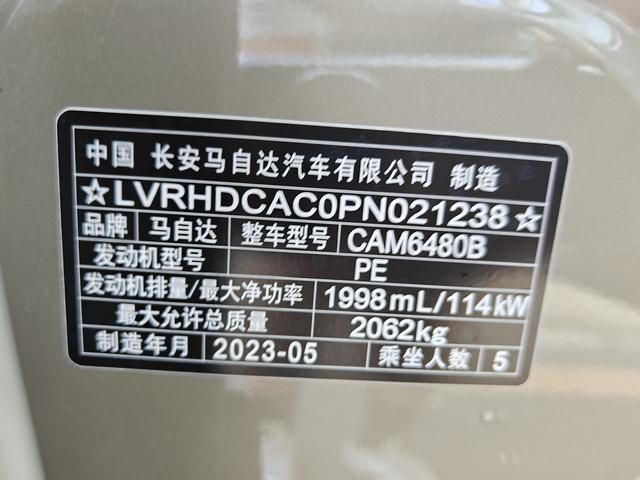 中国 长安马自达汽车有限公司 制造
☆LVRHDCAC0PN021238☆
品牌 马自达 整车型号 CAM6480B
发动机型号 PE
发动机排量/最大净功率 1998mL/114kW
最大允许总质量 2062kg
制造年月 2023-05 乘坐人数 5